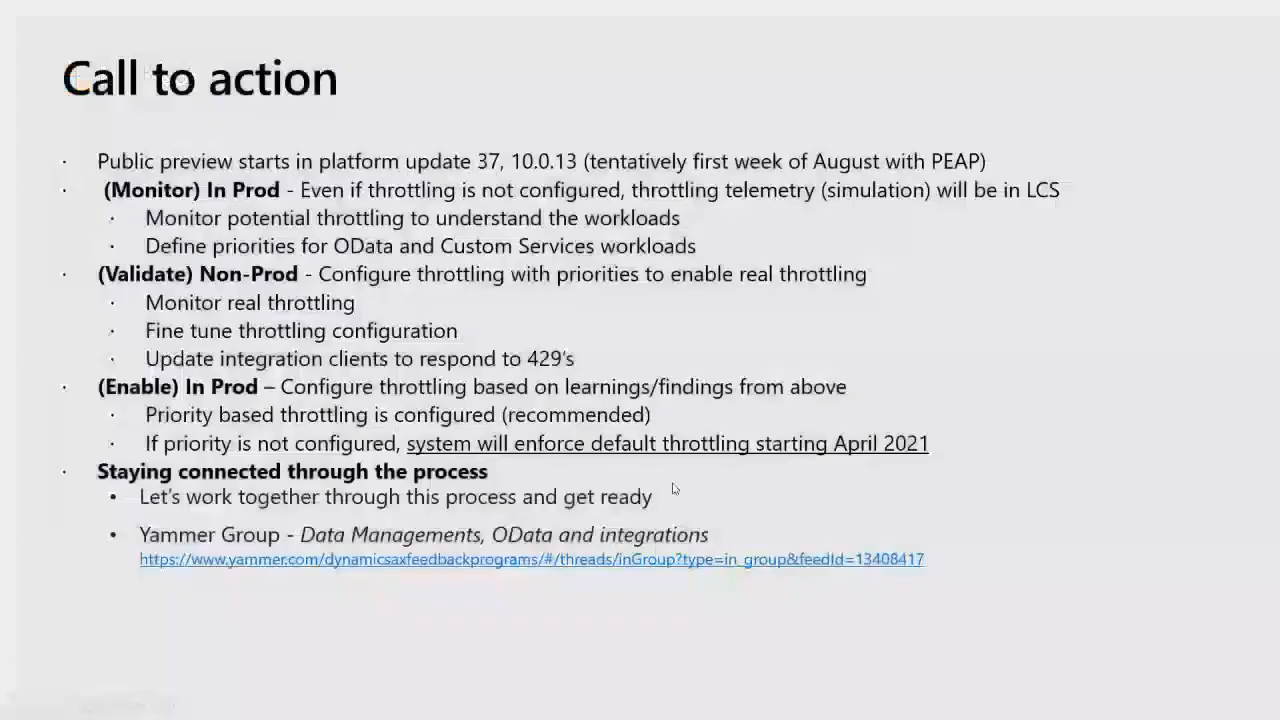 Call to action
· Public preview starts in platform update 37, 10.0.13 (tentatively first week of August with PEAP)
· (Monitor) In Prod - Even if throttling is not configured, throttling telemetry (simulation) will be in LCS
· Monitor potential throttling to understand the workloads
· Define priorities for OData and Custom Services workloads
· (Validate) Non-Prod - Configure throttling with priorities to enable real throttling
· Monitor real throttling
· Fine tune throttling configuration
· Update integration clients to respond to 429's
· (Enable) In Prod – Configure throttling based on learnings/findings from above
· Priority based throttling is configured (recommended)
· If priority is not configured, system will enforce default throttling starting April 2021
· Staying connected through the process
• Let's work together through this process and get ready
• Yammer Group - Data Managements, OData and integrations
https://www.yammer.com/dynamicsaxfeedbackprograms/#/threads/inGroup?type=in_group&feedId=13408417